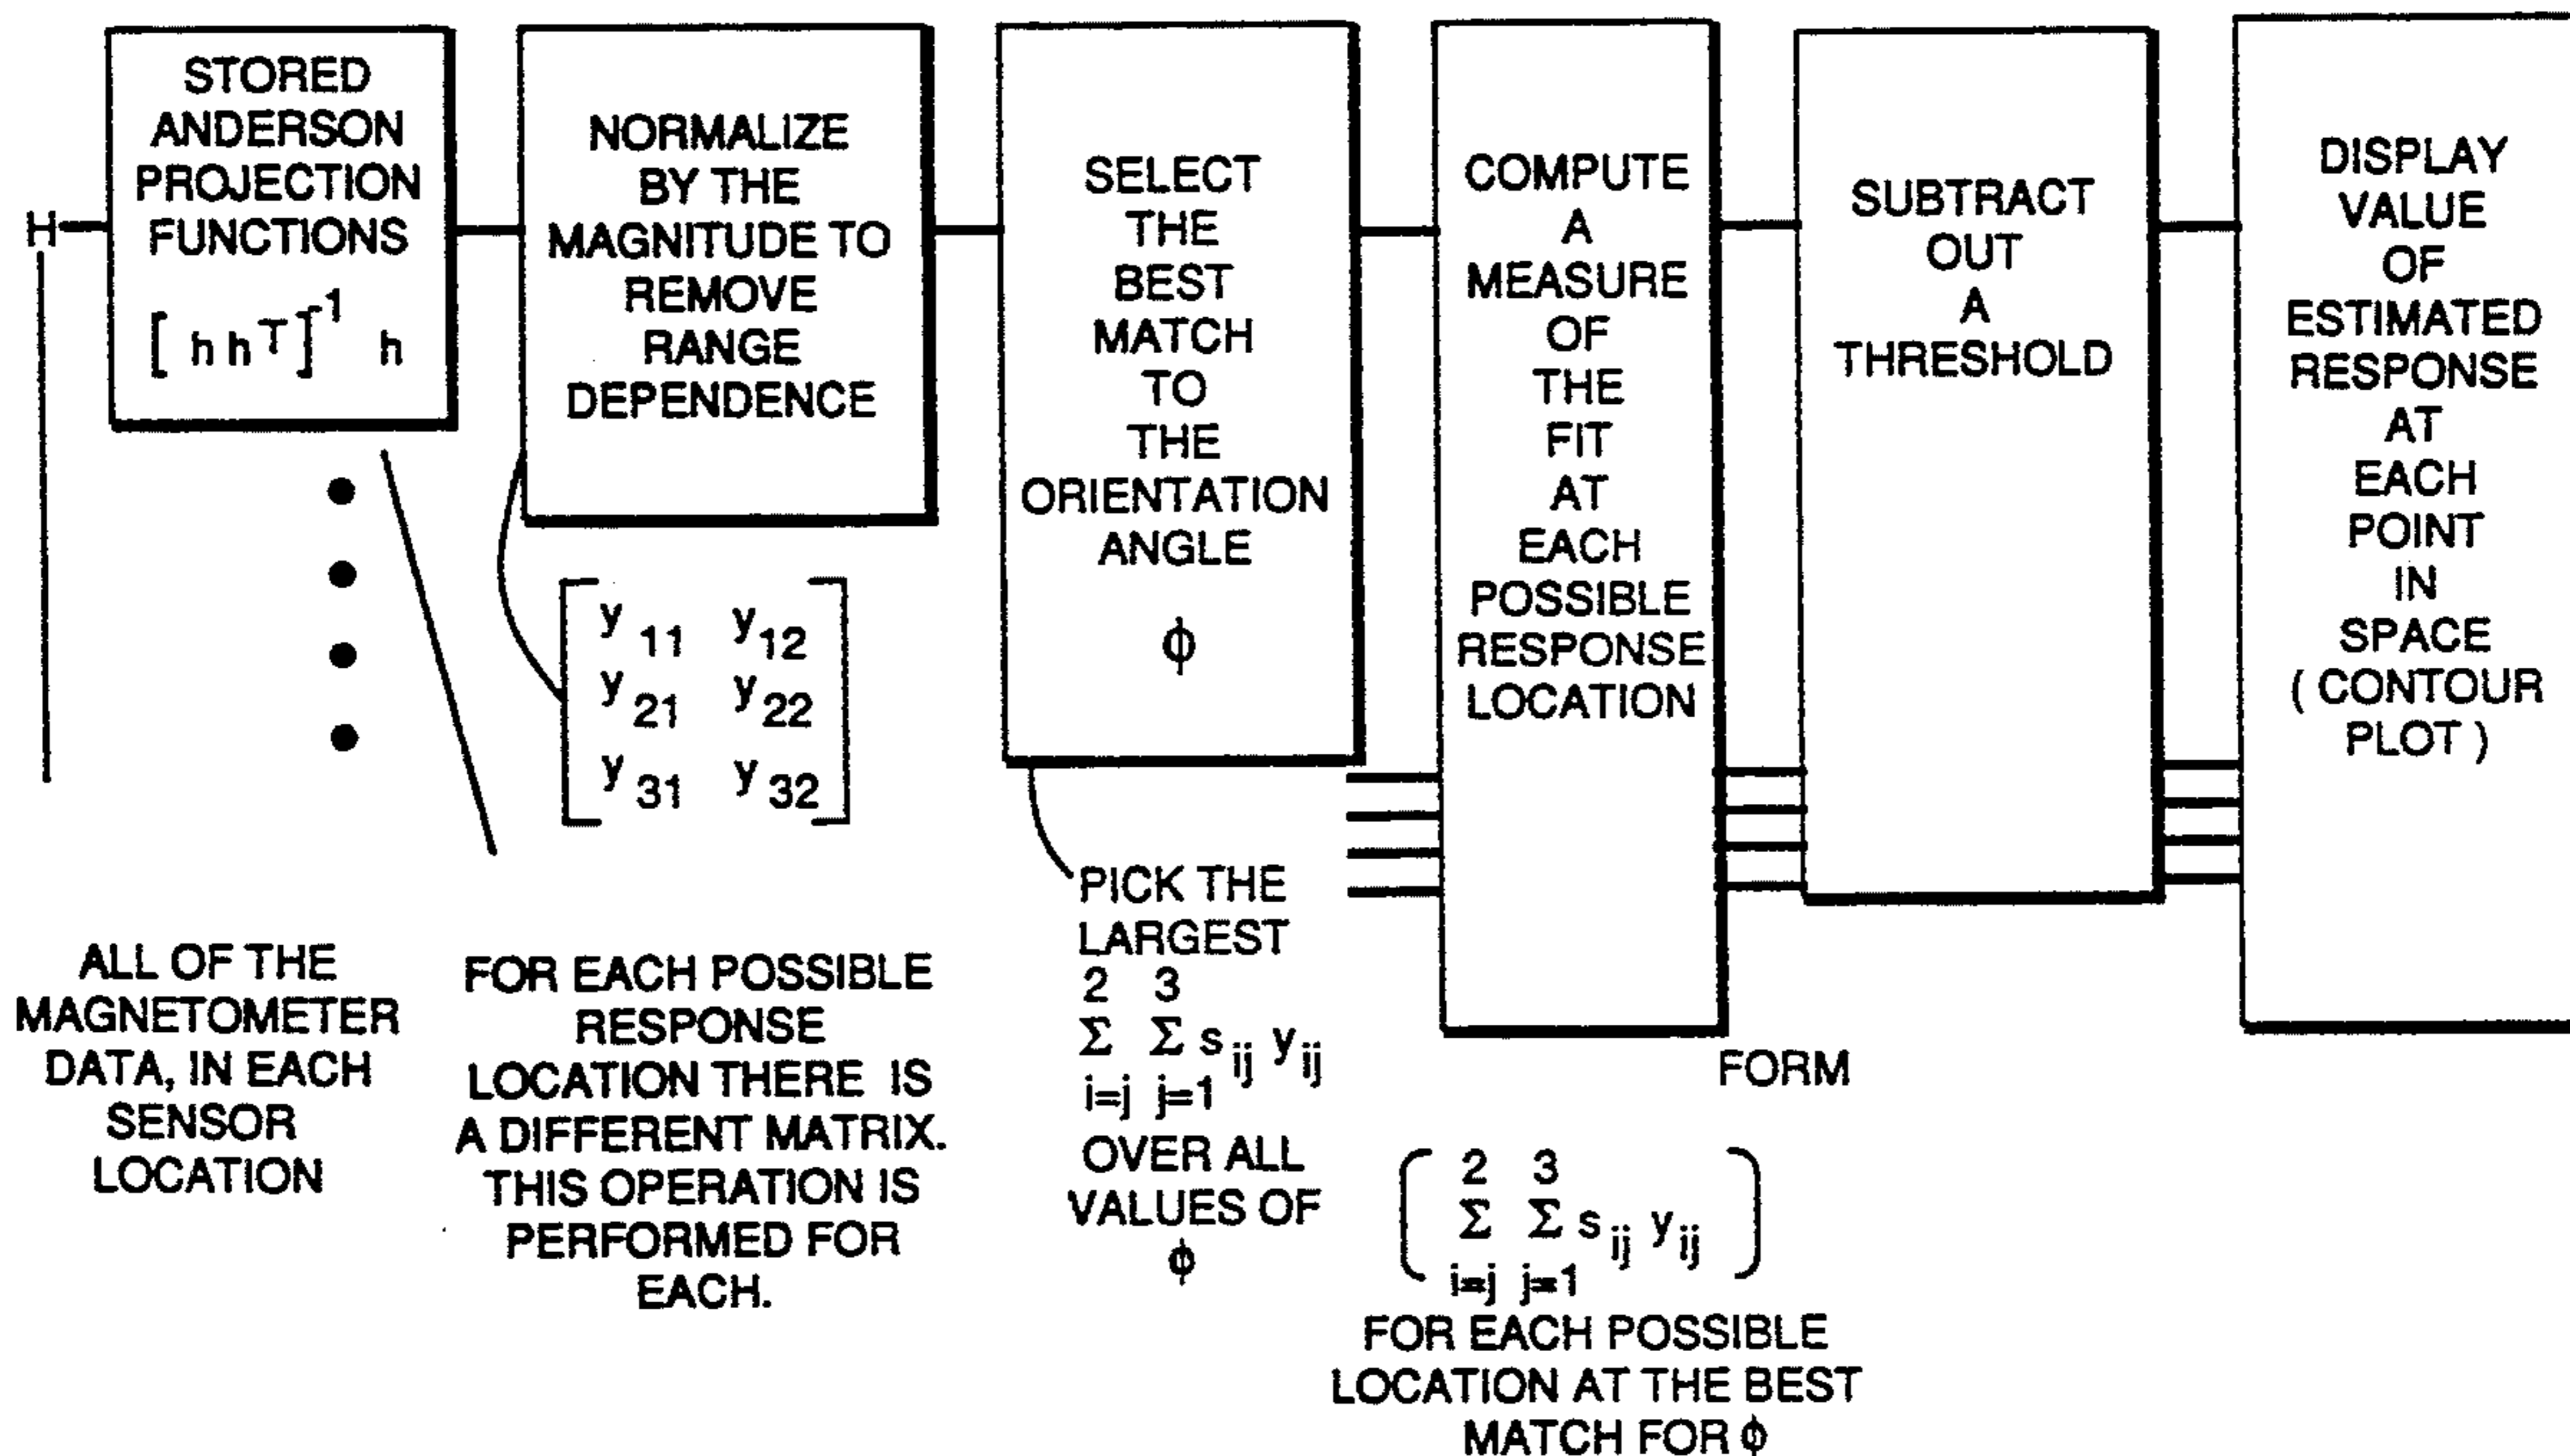 H
STORED
ANDERSON
PROJECTION
FUNCTIONS
[ h h^T ]^-1 h
NORMALIZE
BY THE
MAGNITUDE TO
REMOVE
RANGE
DEPENDENCE
SELECT
THE
BEST
MATCH
TO
THE
ORIENTATION
ANGLE
ϕ
COMPUTE
A
MEASURE
OF
THE
FIT
AT
EACH
POSSIBLE
RESPONSE
LOCATION
SUBTRACT
OUT
A
THRESHOLD
DISPLAY
VALUE
OF
ESTIMATED
RESPONSE
AT
EACH
POINT
IN
SPACE
( CONTOUR
PLOT )
y 11 y 12
y 21 y 22
y 31 y 32
ALL OF THE
MAGNETOMETER
DATA, IN EACH
SENSOR
LOCATION
FOR EACH POSSIBLE
RESPONSE
LOCATION THERE IS
A DIFFERENT MATRIX.
THIS OPERATION IS
PERFORMED FOR
EACH.
PICK THE
LARGEST
2 3
Σ Σ s ij y ij
i=j j=1
OVER ALL
VALUES OF
ϕ
FORM
2 3
( Σ Σ s ij y ij )
i=j j=1
FOR EACH POSSIBLE
LOCATION AT THE BEST
MATCH FOR ϕ